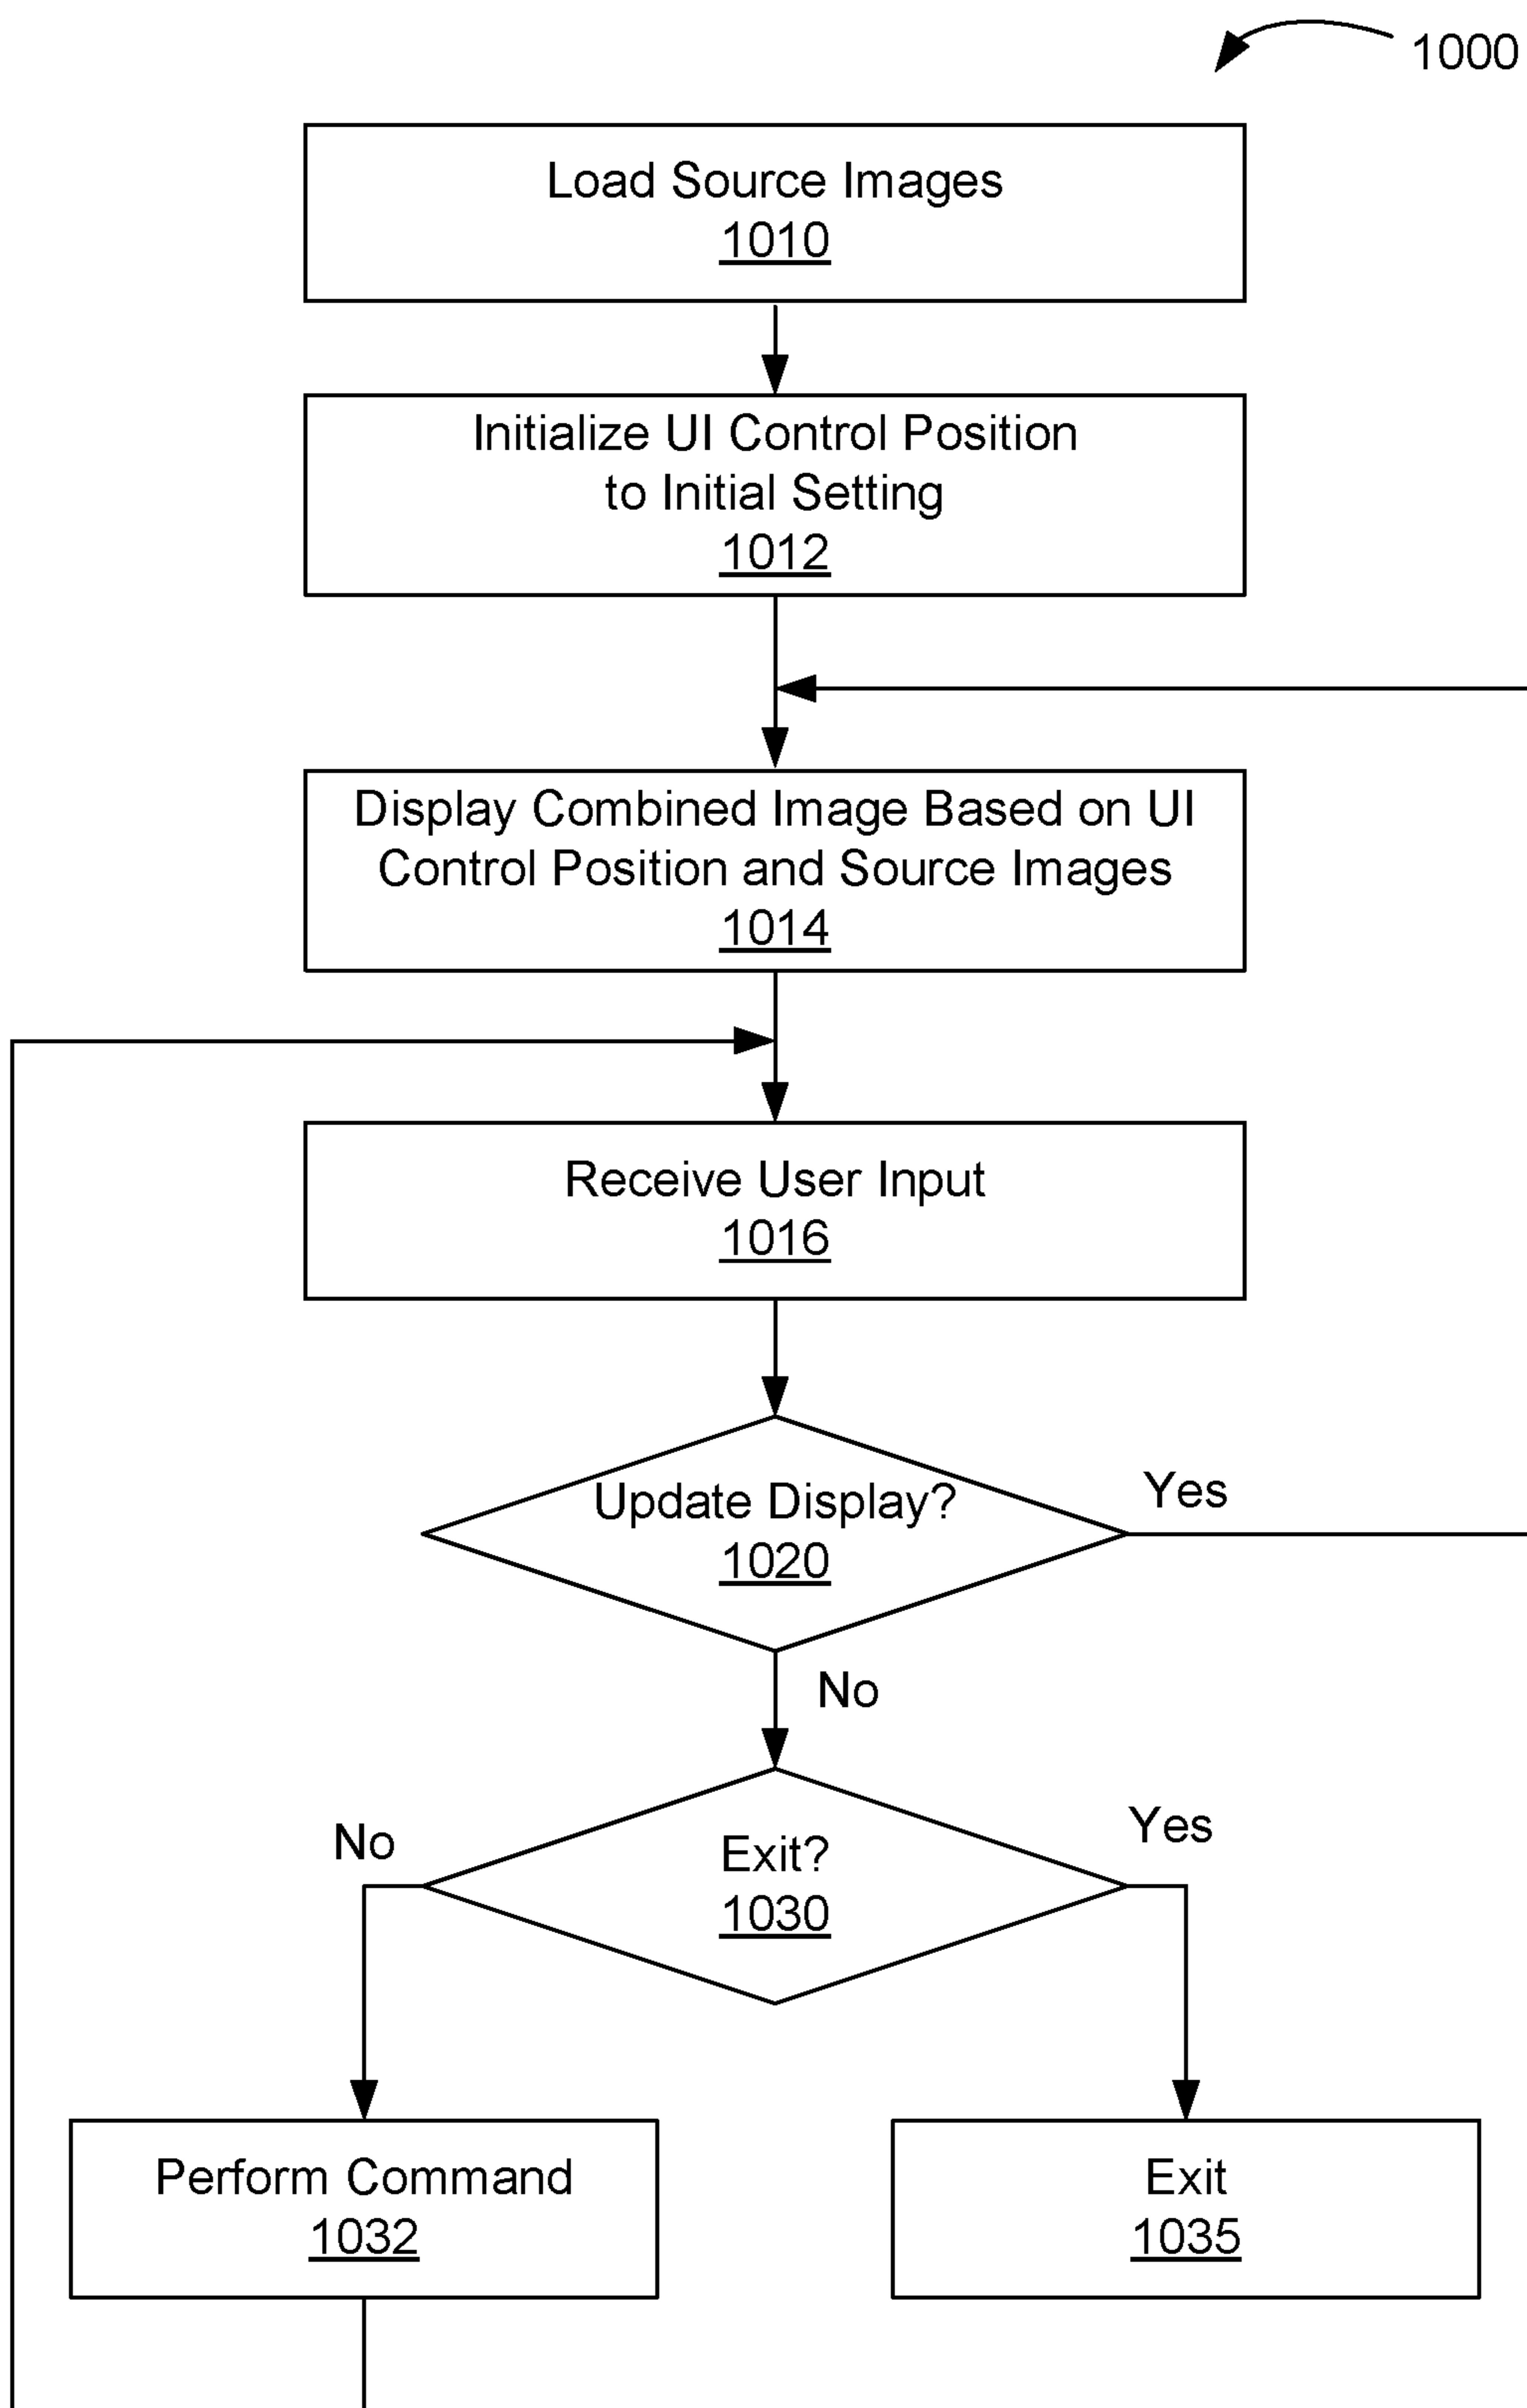 1000
Load Source Images
1010
Initialize UI Control Position
to Initial Setting
1012
Display Combined Image Based on UI
Control Position and Source Images
1014
Receive User Input
1016
Update Display?
1020
Yes
No
Exit?
1030
No
Yes
Perform Command
1032
Exit
1035